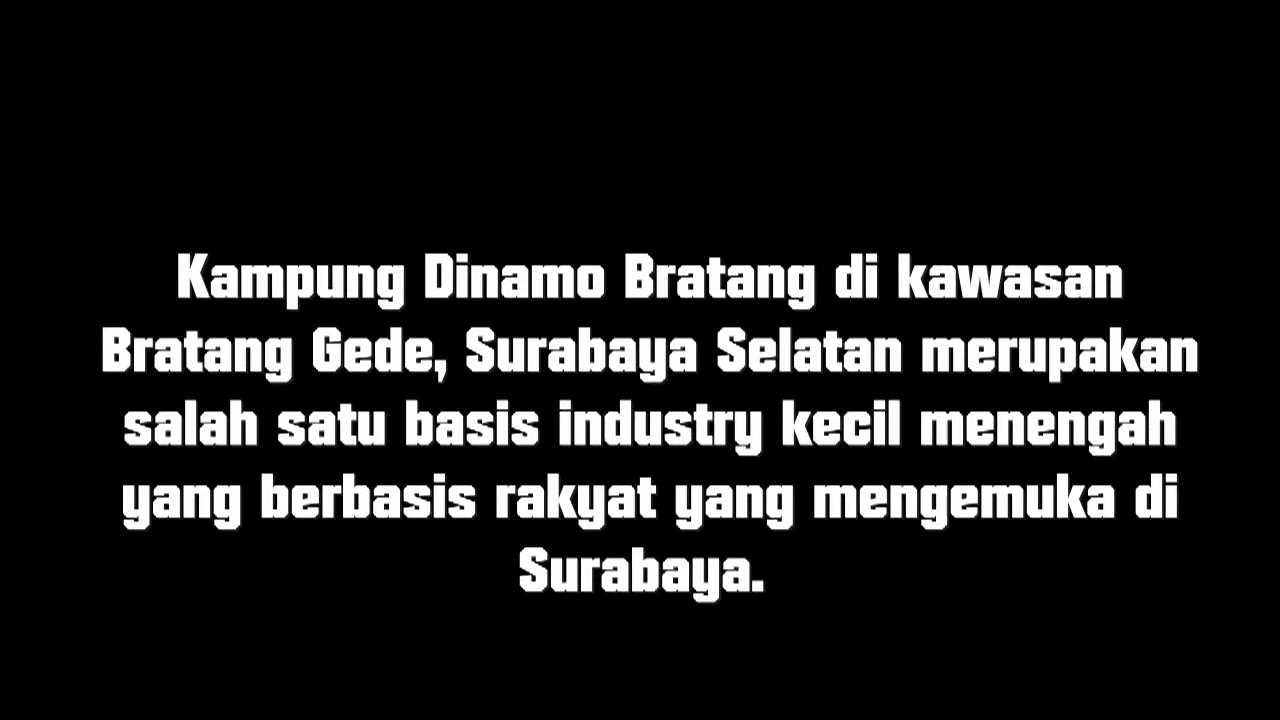 Kampung Dinamo Bratang di kawasan
Bratang Gede, Surabaya Selatan merupakan
salah satu basis industry kecil menengah
yang berbasis rakyat yang mengemuka di
Surabaya.